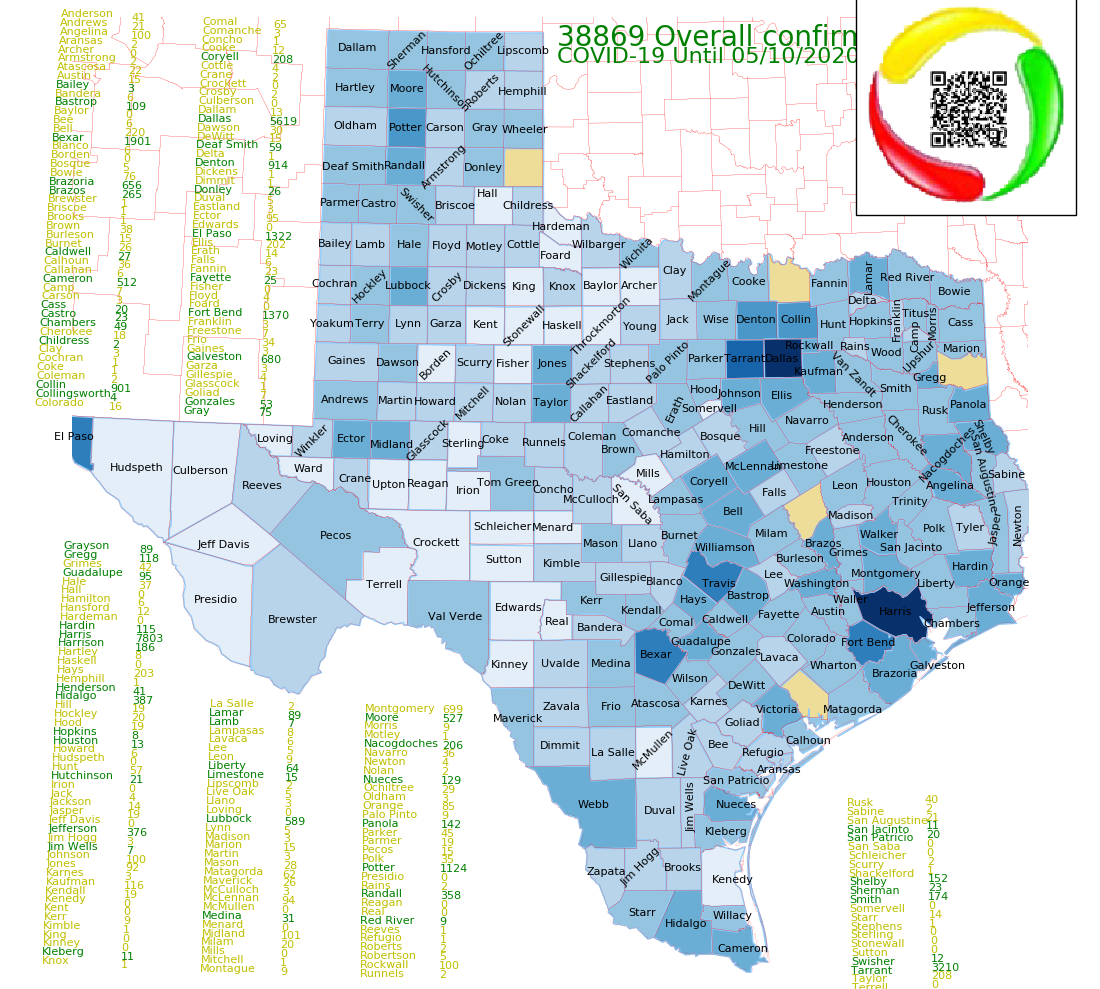 38869 Overall confirm
COVID-19 Until 05/10/2020
Anderson 41
Andrews 21
Angelina 100
Aransas 2
Archer
Armstrong 2
Atascosa
Austin 15
Bailey 3
Bandera 6
Bastrop 109
Baylor 0
Bee 6
Bell 220
Bexar 1901
Blanco
Borden 0
Bosque 5
Bowie 76
Brazoria 656
Brazos 265
Brewster 1
Briscoe 1
Brooks 1
Brown 38
Burleson 15
Burnet 26
Caldwell 27
Calhoun 36
Callahan 6
Cameron 512
Camp 7
Carson 3
Cass 20
Castro 23
Chambers 49
Cherokee 18
Childress 2
Clay 3
Cochran 1
Coke 1
Coleman 2
Collin 901
Collingsworth 4
Colorado 16
Comal 65
Comanche 3
Concho 1
Cooke 12
Coryell 208
Cottle 4
Crane 2
Crockett 0
Crosby 2
Culberson 0
Dallam 13
Dallas 5619
Dawson 30
DeWitt 15
Deaf Smith 59
Delta 1
Denton 914
Dickens 1
Dimmit 1
Donley 26
Duval 5
Eastland 3
Ector 95
Edwards 0
El Paso 1322
Ellis 202
Erath 14
Falls 6
Fannin 23
Fayette 25
Fisher 0
Floyd 4
Foard 0
Fort Bend 1370
Franklin 3
Freestone 7
Frio 34
Gaines 3
Galveston 680
Garza 3
Gillespie 4
Glasscock 1
Goliad 7
Gonzales 53
Gray 75
Grayson 89
Gregg 118
Grimes 42
Guadalupe 95
Hale 37
Hall 0
Hamilton 6
Hansford 12
Hardeman 0
Hardin 115
Harris 7803
Harrison 186
Hartley 8
Haskell 0
Hays 203
Hemphill 1
Henderson 41
Hidalgo 387
Hill 19
Hockley 20
Hood 19
Hopkins 8
Houston 13
Howard 6
Hudspeth 0
Hunt 57
Hutchinson 21
Irion 0
Jack 4
Jackson 14
Jasper 19
Jeff Davis 0
Jefferson 376
Jim Hogg 3
Jim Wells 7
Johnson 100
Jones 92
Karnes 3
Kaufman 116
Kendall 19
Kenedy 0
Kent 0
Kerr 9
Kimble 1
King 0
Kinney 0
Kleberg 11
Knox 1
La Salle 2
Lamar 89
Lamb 7
Lampasas 8
Lavaca 6
Lee 5
Leon 9
Liberty 64
Limestone 15
Lipscomb 2
Live Oak 5
Llano 3
Loving 0
Lubbock 589
Lynn 5
Madison 3
Marion 15
Martin 3
Mason 28
Matagorda 62
Maverick 26
McCulloch 3
McLennan 94
McMullen 0
Medina 31
Menard 0
Midland 101
Milam 20
Mills 0
Mitchell 1
Montague 9
Montgomery 699
Moore 527
Morris 9
Motley 1
Nacogdoches 206
Navarro 36
Newton 4
Nolan 2
Nueces 129
Ochiltree 29
Oldham 3
Orange 85
Palo Pinto 9
Panola 142
Parker 45
Parmer 19
Pecos 15
Polk 35
Potter 1124
Presidio 0
Rains 2
Randall 358
Reagan 0
Real 0
Red River 9
Reeves 1
Refugio 1
Roberts 2
Robertson 5
Rockwall 100
Runnels 2
Rusk 40
Sabine 2
San Augustine 21
San Jacinto 11
San Patricio 20
San Saba 0
Schleicher 0
Scurry 2
Shackelford 1
Shelby 152
Sherman 23
Smith 174
Somervell 0
Starr 14
Stephens 1
Sterling 0
Stonewall 0
Sutton 0
Swisher 12
Tarrant 3210
Taylor 208
Terrell 0
Dallam Sherman Hansford Ochiltree Lipscomb
Hartley Moore Hutchinson Roberts Hemphill
Oldham Potter Carson Gray Wheeler
Deaf Smith Randall Armstrong Donley
Parmer Castro Swisher Briscoe Hall Childress
Hardeman
Bailey Lamb Hale Floyd Motley Cottle Foard Wilbarger Wichita
Cochran Hockley Lubbock Crosby Dickens King Knox Baylor Archer Clay Montague Cooke Fannin Lamar Red River Bowie
Yoakum Terry Lynn Garza Kent Stonewall Haskell Throckmorton Young Jack Wise Denton Collin Hunt Delta Hopkins Franklin Titus Camp Morris Cass
Gaines Dawson Borden Scurry Fisher Jones Shackelford Stephens Palo Pinto Parker Tarrant Dallas Rockwall Kaufman Rains Van Zandt Wood Upshur Marion
Andrews Martin Howard Mitchell Nolan Taylor Callahan Eastland Erath Hood Somervell Johnson Ellis Henderson Smith Gregg Rusk Panola
El Paso Hudspeth Culberson Reeves Loving Winkler Ector Midland Glasscock Sterling Coke Runnels Coleman Brown Comanche Hamilton Bosque Hill Navarro Freestone Anderson Cherokee Nacogdoches Shelby San Augustine Sabine
Ward Crane Upton Reagan Irion Tom Green Concho McCulloch San Saba Mills Lampasas Coryell McLennan Limestone Falls Leon Houston Angelina Trinity
Jeff Davis Pecos Crockett Schleicher Menard Mason Llano Burnet Bell Milam Brazos Madison Grimes Walker San Jacinto Polk Tyler Jasper Newton
Presidio Brewster Terrell Sutton Kimble Gillespie Blanco Williamson Travis Lee Burleson Washington Montgomery Liberty Hardin Orange
Val Verde Edwards Real Kerr Bandera Kendall Comal Hays Caldwell Bastrop Fayette Austin Waller Harris Chambers Jefferson
Kinney Uvalde Medina Bexar Guadalupe Gonzales Wilson Lavaca Colorado Wharton Fort Bend Brazoria Galveston
Maverick Zavala Frio Atascosa Karnes DeWitt Goliad Victoria Matagorda
Dimmit La Salle McMullen Live Oak Bee Refugio Calhoun Aransas
Webb Duval Jim Wells San Patricio Nueces Kleberg
Zapata Jim Hogg Brooks Kenedy
Starr Hidalgo Willacy Cameron